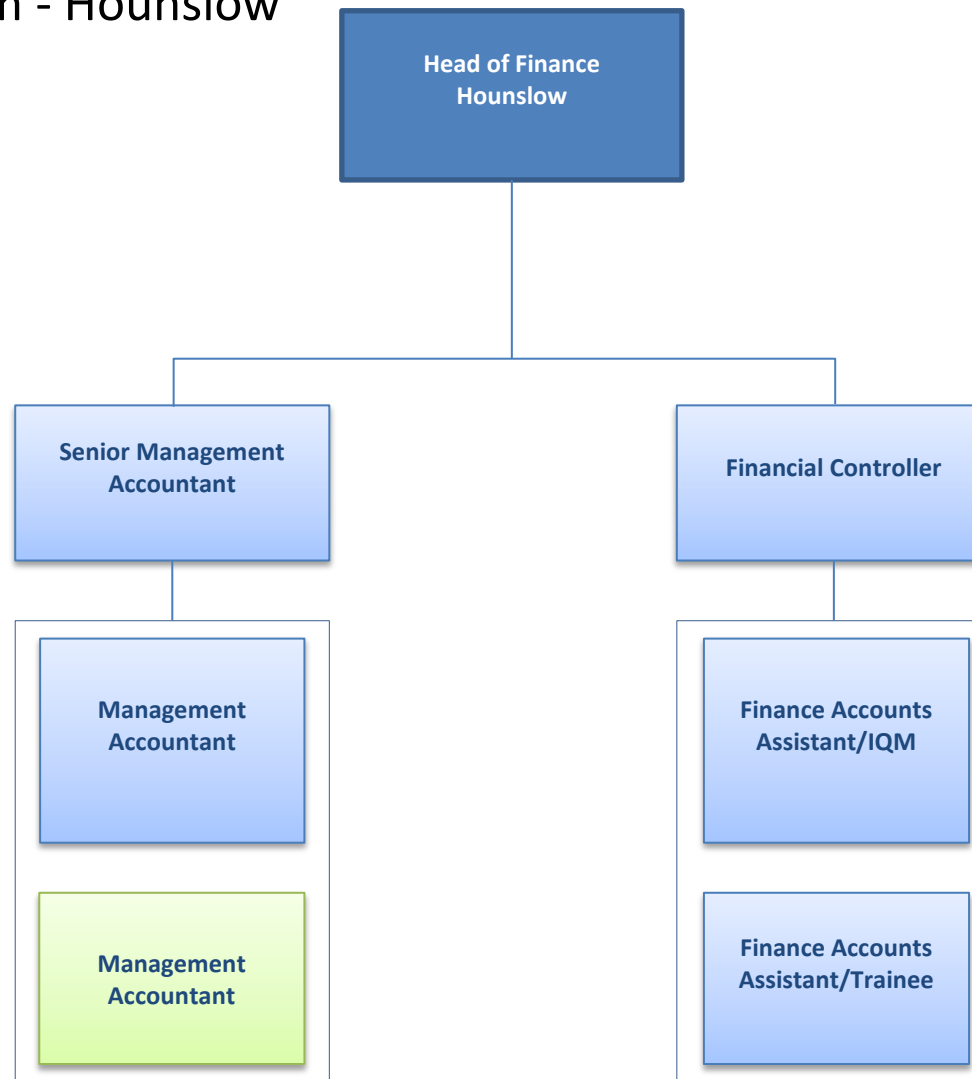 - Hounslow
Head of Finance
Hounslow
Senior Management
Accountant
Financial Controller
Management
Accountant
Finance Accounts
Assistant/IQM
Management
Accountant
Finance Accounts
Assistant/Trainee